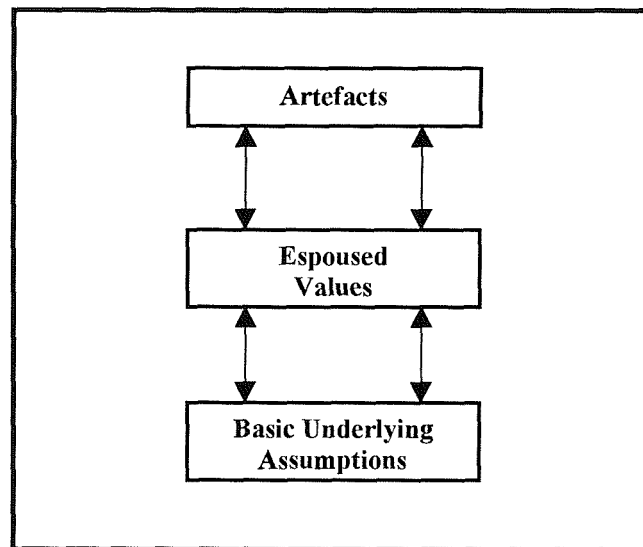 Artefacts
Espoused
Values
Basic Underlying
Assumptions